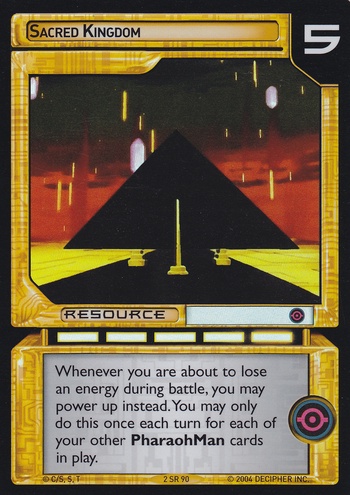 Sacred Kingdom
5
RESOURCE
Whenever you are about to lose
an energy during battle, you may
power up instead. You may only
do this once each turn for each of
your other PharaohMan cards
in play.
© C/S, S, T
2 SR 90
© 2004 DECIPHER INC.